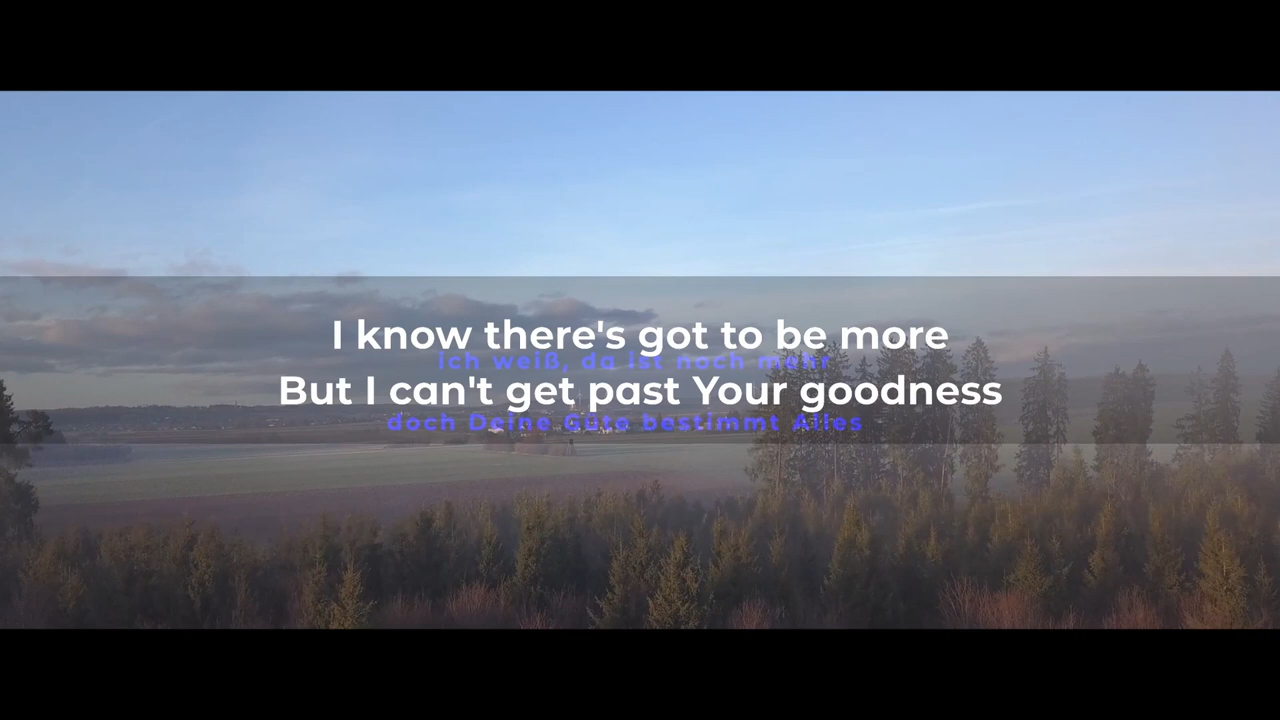 I know there's got to be more
ich weiß, da ist noch mehr
But I can't get past Your goodness
doch Deine Güte bestimmt Alles